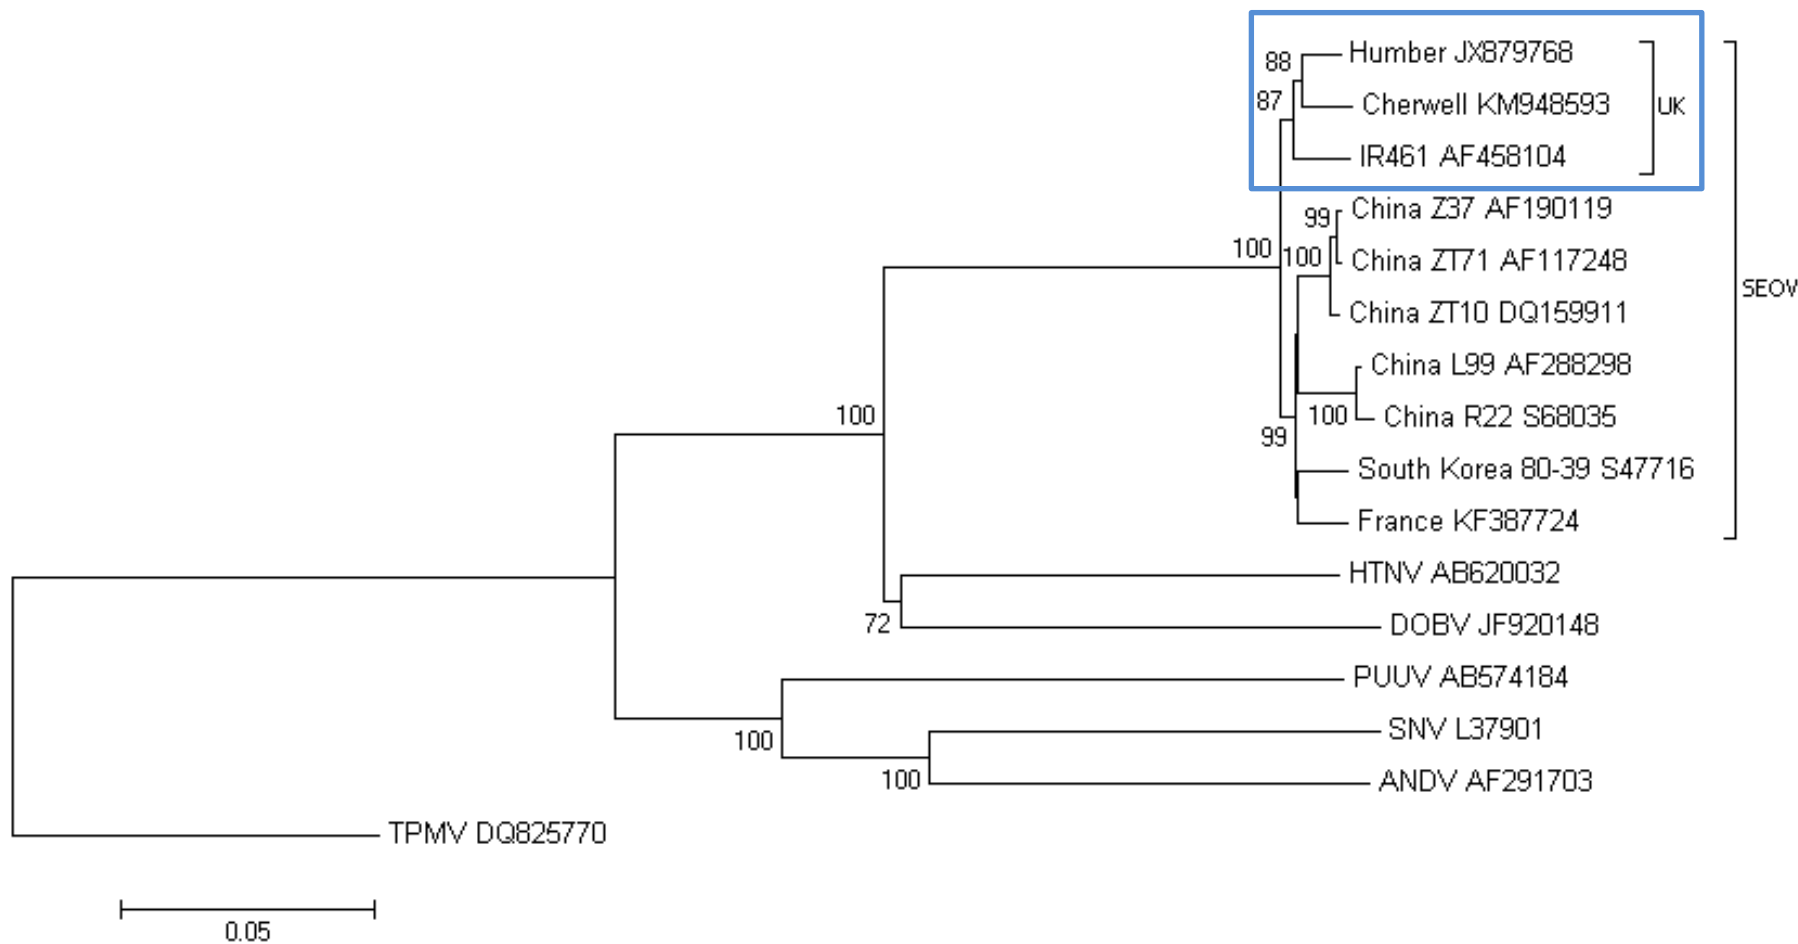 88
Humber JX879768
87
Cherwell KM948593
UK
IR461 AF458104
99
China Z37 AF190119
100
100
China ZT71 AF117248
SEOV
China ZT10 DQ159911
China L99 AF288298
100
100
China R22 S68035
99
South Korea 80-39 S47716
France KF387724
HTNV AB620032
72
DOBV JF920148
PUUV AB574184
100
SNV L37901
100
ANDV AF291703
TPMV DQ825770
0.05